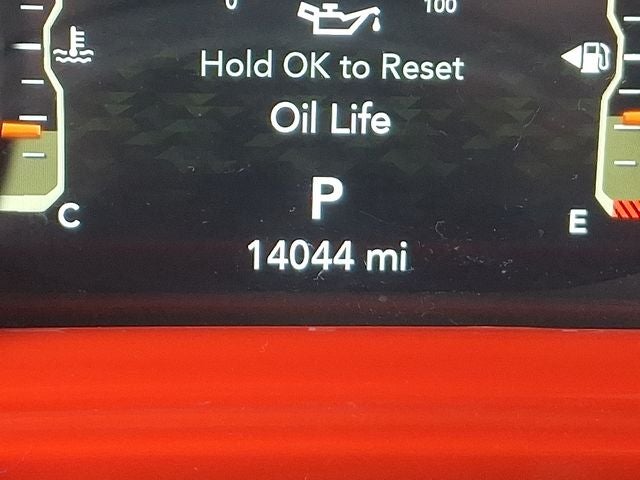 0 100
Hold OK to Reset
Oil Life
P
C E
14044 mi